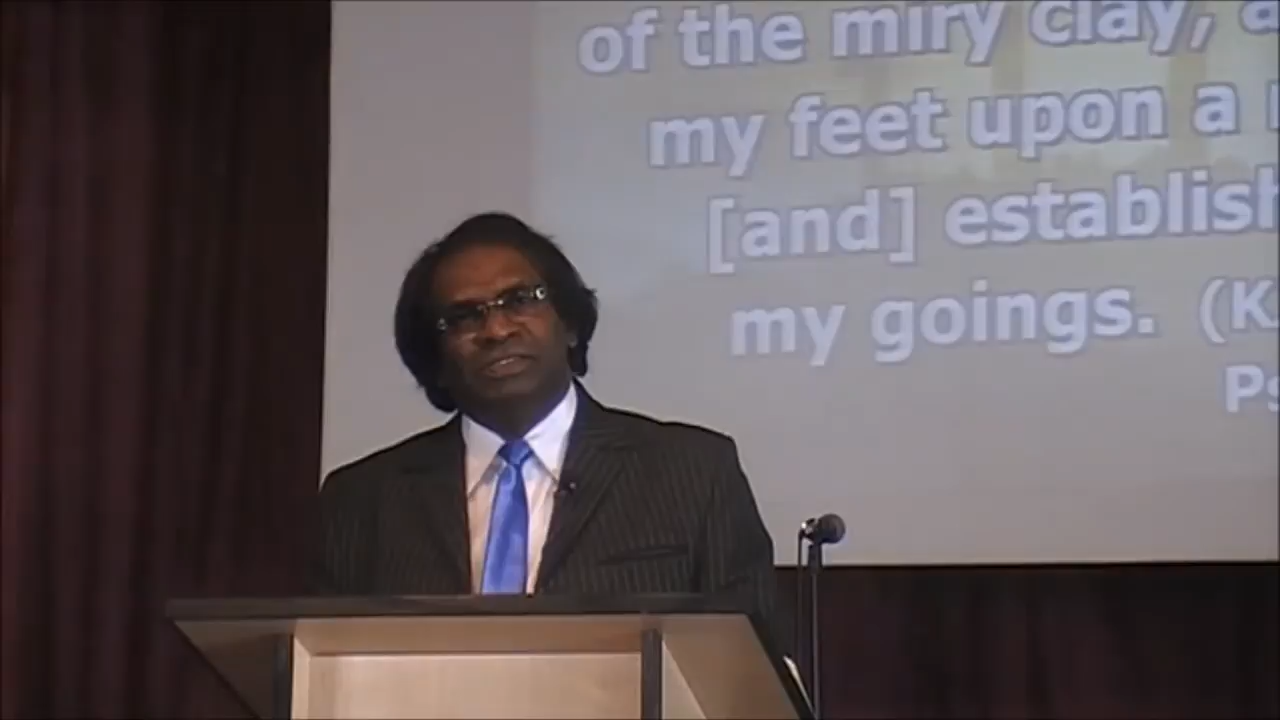 of the miry clay, a
my feet upon a
[and] establish
my goings. (K
Ps